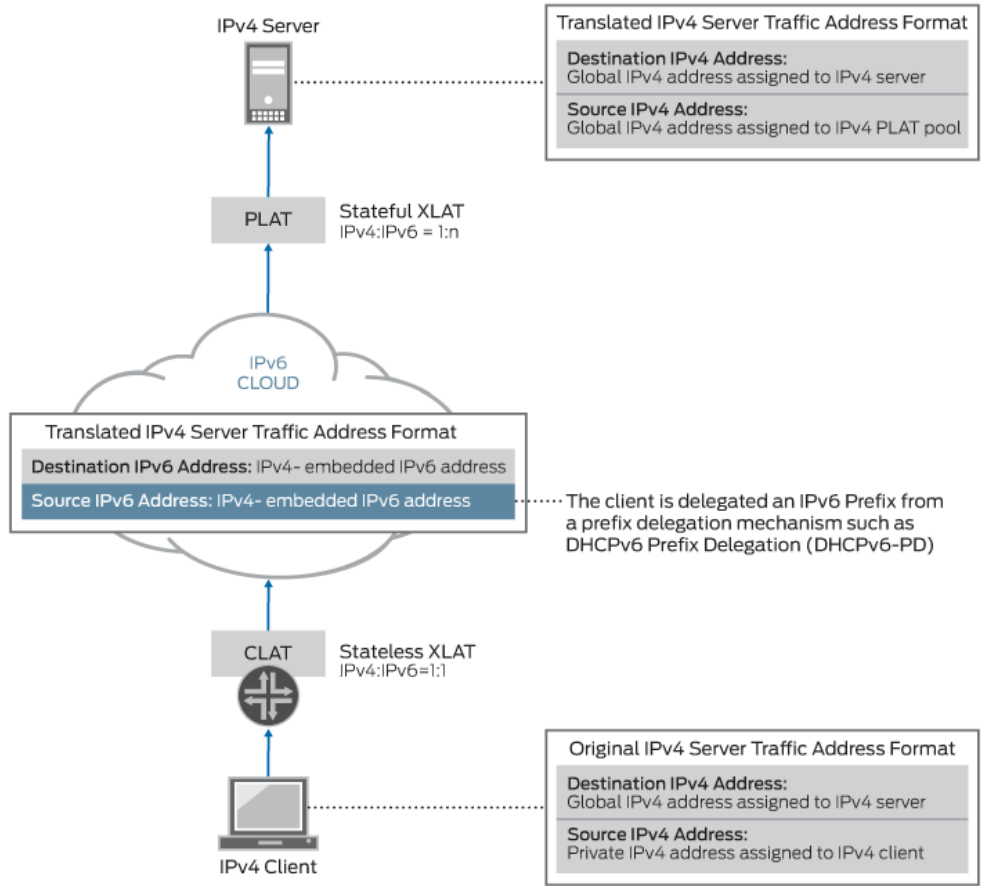 IPv4 Server
Translated IPv4 Server Traffic Address Format
Destination IPv4 Address:
Global IPv4 address assigned to IPv4 server
Source IPv4 Address:
Global IPv4 address assigned to IPv4 PLAT pool
PLAT
Stateful XLAT
IPv4:IPv6 = 1:n
IPv6
CLOUD
Translated IPv4 Server Traffic Address Format
Destination IPv6 Address: IPv4- embedded IPv6 address
Source IPv6 Address: IPv4- embedded IPv6 address
The client is delegated an IPv6 Prefix from
a prefix delegation mechanism such as
DHCPv6 Prefix Delegation (DHCPv6-PD)
CLAT
Stateless XLAT
IPv4:IPv6=1:1
Original IPv4 Server Traffic Address Format
Destination IPv4 Address:
Global IPv4 address assigned to IPv4 server
Source IPv4 Address:
Private IPv4 address assigned to IPv4 client
IPv4 Client